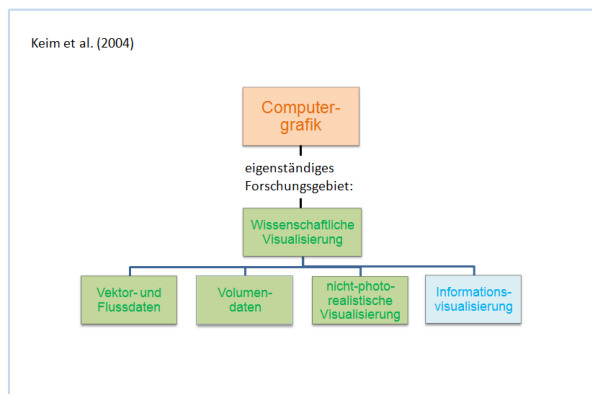 Keim et al. (2004)
Computer-
grafik
eigenständiges
Forschungsgebiet:
Wissenschaftliche
Visualisierung
Vektor- und
Flussdaten
Volumen-
daten
nicht-photo-
realistische
Visualisierung
Informations-
visualisierung